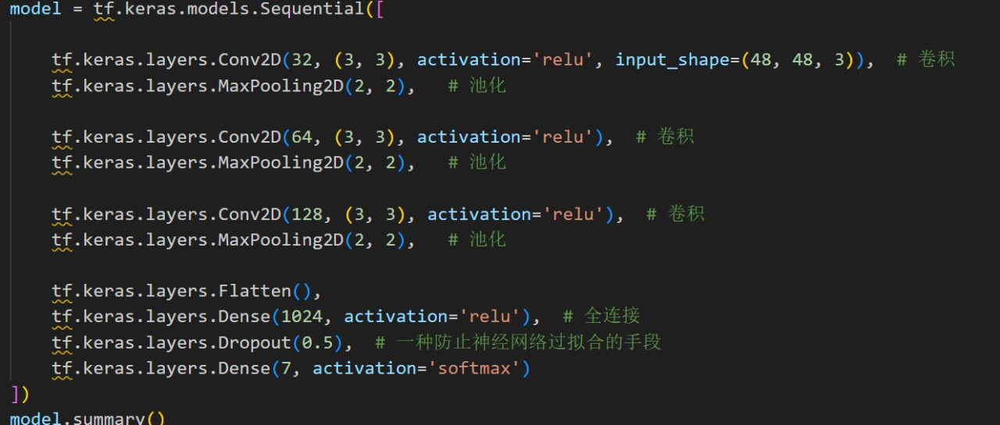 model = tf.keras.models.Sequential([
tf.keras.layers.Conv2D(32, (3, 3), activation='relu', input_shape=(48, 48, 3)),  # 卷积
tf.keras.layers.MaxPooling2D(2, 2),   # 池化
tf.keras.layers.Conv2D(64, (3, 3), activation='relu'),  # 卷积
tf.keras.layers.MaxPooling2D(2, 2),   # 池化
tf.keras.layers.Conv2D(128, (3, 3), activation='relu'),  # 卷积
tf.keras.layers.MaxPooling2D(2, 2),   # 池化
tf.keras.layers.Flatten(),
tf.keras.layers.Dense(1024, activation='relu'),  # 全连接
tf.keras.layers.Dropout(0.5),  # 一种防止神经网络过拟合的手段
tf.keras.layers.Dense(7, activation='softmax')
])
model.summary()